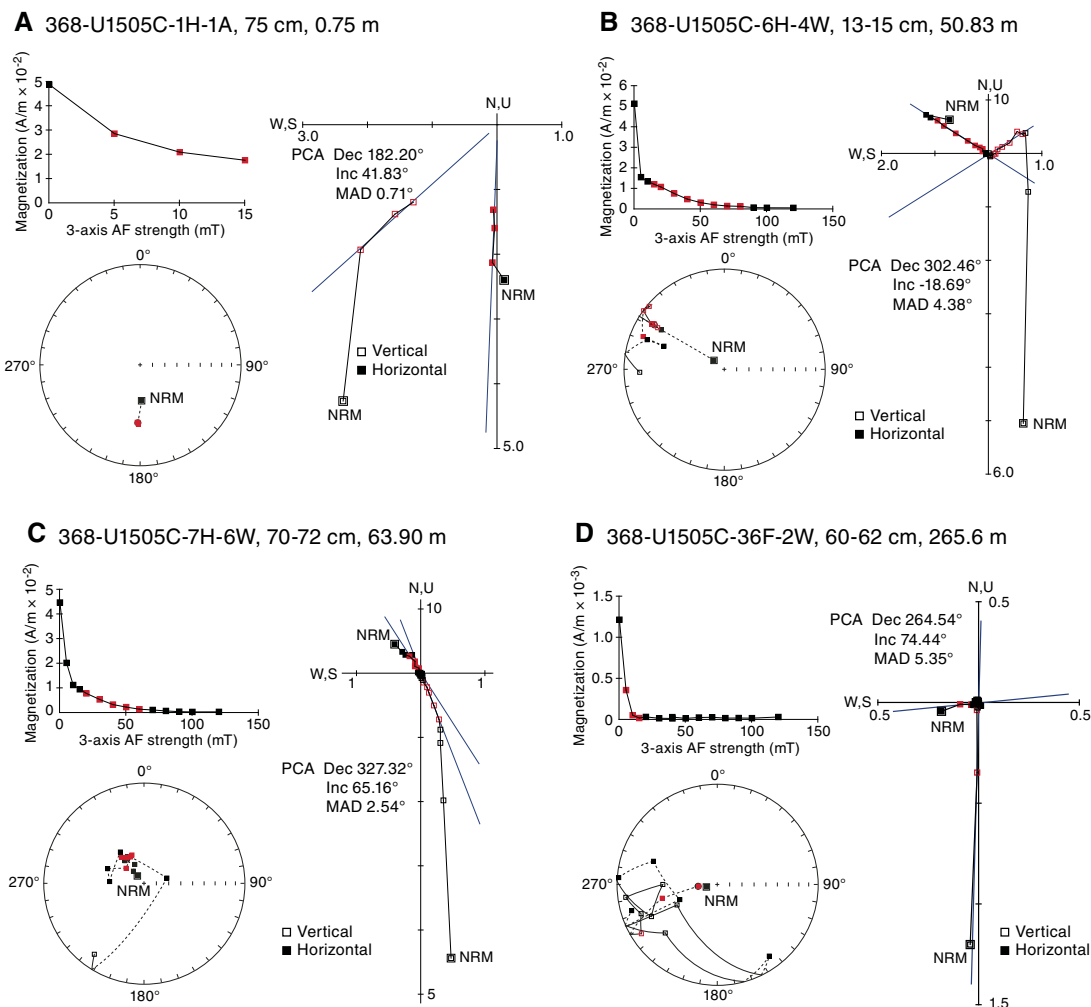 A 368-U1505C-1H-1A, 75 cm, 0.75 m
Magnetization (A/m × 10⁻²)
5
4
3
2
1
0
0 5 10 15
3-axis AF strength (mT)
N,U
W,S
3.0 1.0
PCA Dec 182.20°
Inc 41.83°
MAD 0.71°
NRM
□ Vertical
■ Horizontal
NRM
5.0
0°
270° 90°
NRM
180°
B 368-U1505C-6H-4W, 13-15 cm, 50.83 m
Magnetization (A/m × 10⁻²)
6
5
4
3
2
1
0
0 50 100 150
3-axis AF strength (mT)
N,U
10
NRM
W,S
2.0 1.0
PCA Dec 302.46°
Inc -18.69°
MAD 4.38°
□ Vertical
■ Horizontal
NRM
6.0
0°
270° 90°
NRM
180°
C 368-U1505C-7H-6W, 70-72 cm, 63.90 m
Magnetization (A/m × 10⁻²)
5
4
3
2
1
0
0 50 100 150
3-axis AF strength (mT)
N,U
10
NRM
W,S
1 1
PCA Dec 327.32°
Inc 65.16°
MAD 2.54°
NRM
5
0°
270° 90°
NRM
180°
□ Vertical
■ Horizontal
D 368-U1505C-36F-2W, 60-62 cm, 265.6 m
Magnetization (A/m × 10⁻³)
1.5
1.0
0.5
0
0 50 100 150
3-axis AF strength (mT)
N,U
0.5
PCA Dec 264.54°
Inc 74.44°
MAD 5.35°
W,S
0.5 0.5
NRM
NRM
1.5
0°
270° 90°
NRM
180°
□ Vertical
■ Horizontal